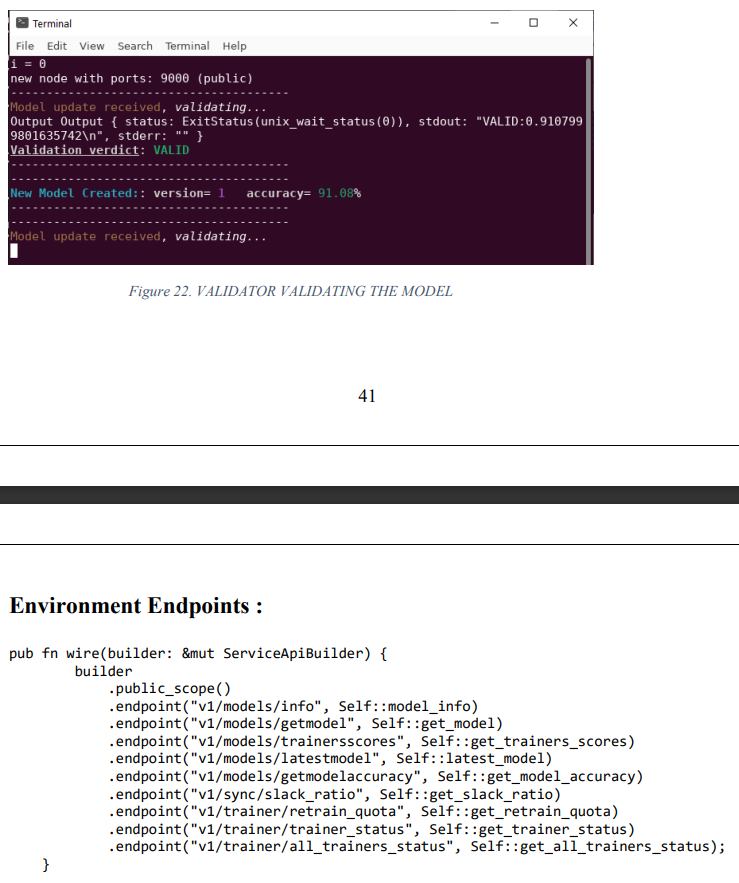 Terminal
File Edit View Search Terminal Help
i = 0
new node with ports: 9000 (public)
---------------------------------------
Model update received, validating...
Output Output { status: ExitStatus(unix_wait_status(0)), stdout: "VALID:0.910799
9801635742\n", stderr: "" }
Validation verdict: VALID
---------------------------------------
---------------------------------------
New Model Created:: version= 1 accuracy= 91.08%
---------------------------------------
---------------------------------------
Model update received, validating...
Figure 22. VALIDATOR VALIDATING THE MODEL
41
Environment Endpoints :
pub fn wire(builder: &mut ServiceApiBuilder) {
builder
.public_scope()
.endpoint("v1/models/info", Self::model_info)
.endpoint("v1/models/getmodel", Self::get_model)
.endpoint("v1/models/trainersscores", Self::get_trainers_scores)
.endpoint("v1/models/latestmodel", Self::latest_model)
.endpoint("v1/models/getmodelaccuracy", Self::get_model_accuracy)
.endpoint("v1/sync/slack_ratio", Self::get_slack_ratio)
.endpoint("v1/trainer/retrain_quota", Self::get_retrain_quota)
.endpoint("v1/trainer/trainer_status", Self::get_trainer_status)
.endpoint("v1/trainer/all_trainers_status", Self::get_all_trainers_status);
}